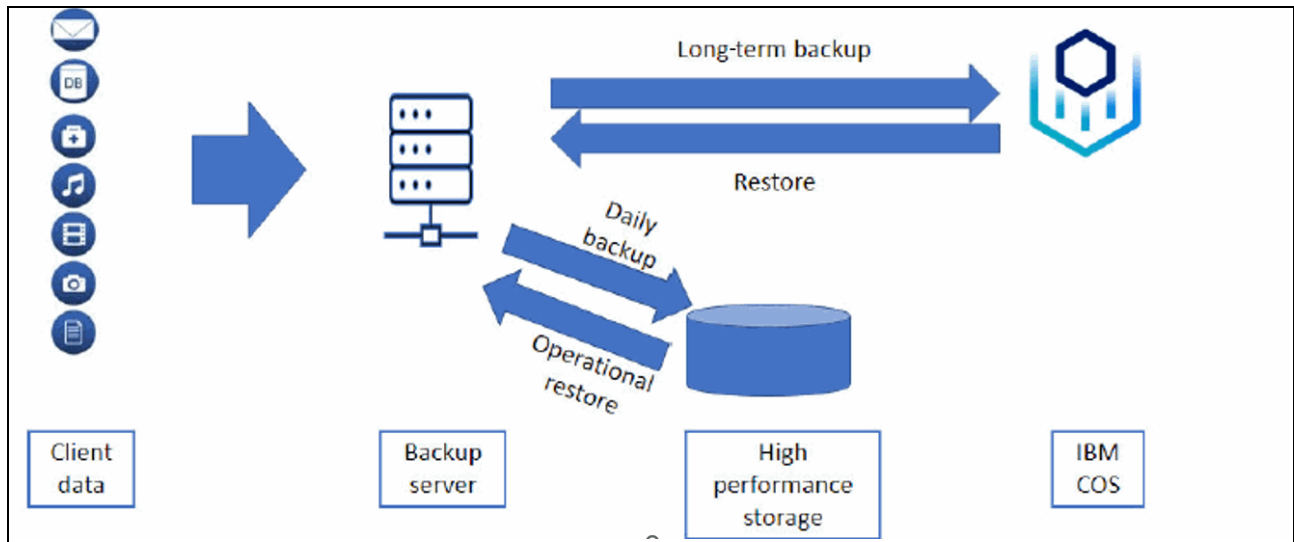 DB
Long-term backup
Restore
Daily
backup
Operational
restore
Client
data
Backup
server
High
performance
storage
IBM
COS